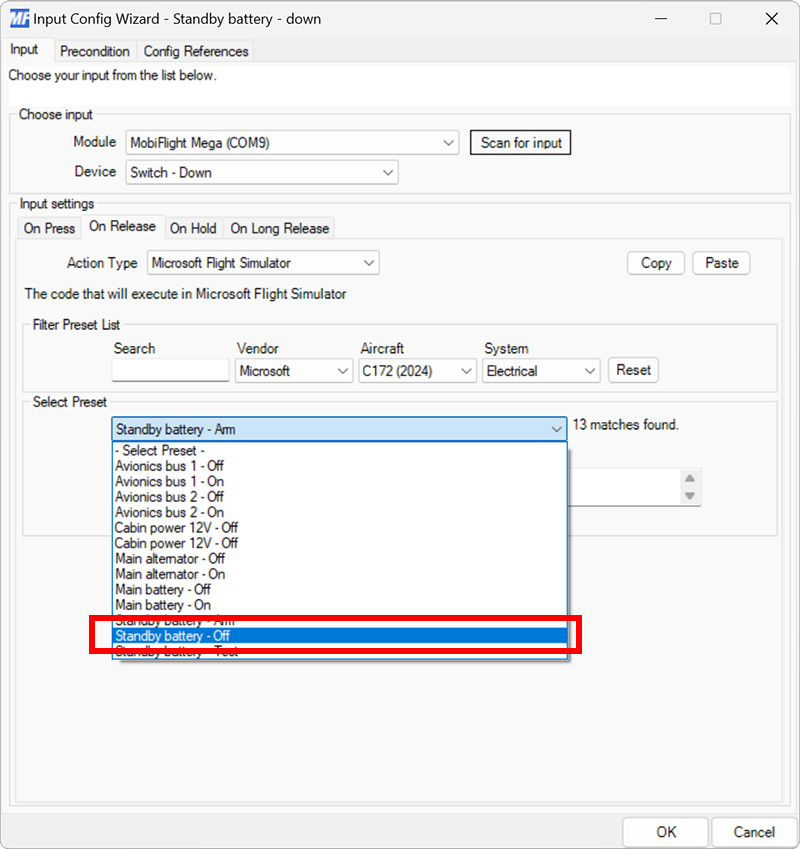 MF Input Config Wizard - Standby battery - down
Input Precondition Config References
Choose your input from the list below.
Choose input
Module MobiFlight Mega (COM9) Scan for input
Device Switch - Down
Input settings
On Press On Release On Hold On Long Release
Action Type Microsoft Flight Simulator Copy Paste
The code that will execute in Microsoft Flight Simulator
Filter Preset List
Search Vendor Aircraft System
Microsoft C172 (2024) Electrical Reset
Select Preset
Standby battery - Arm 13 matches found.
- Select Preset -
Avionics bus 1 - Off
Avionics bus 1 - On
Avionics bus 2 - Off
Avionics bus 2 - On
Cabin power 12V - Off
Cabin power 12V - Off
Main alternator - Off
Main alternator - On
Main battery - Off
Main battery - On
Standby battery - Arm
Standby battery - Off
Standby battery - Test
OK Cancel